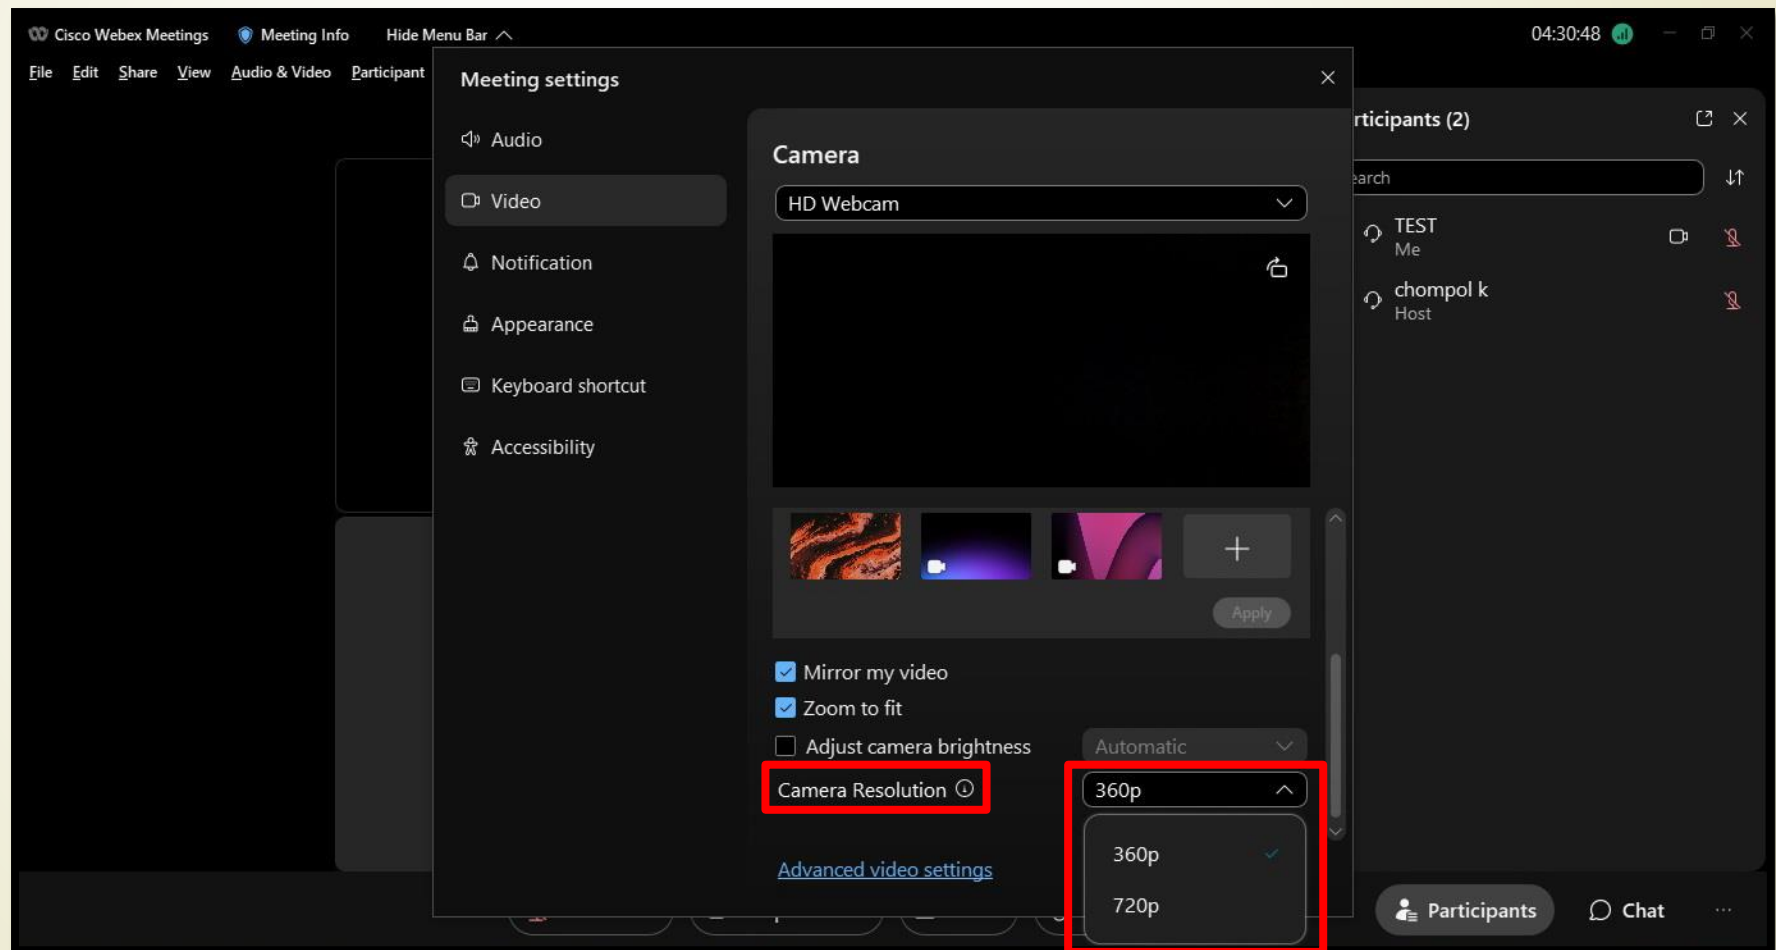 Cisco Webex Meetings Meeting Info Hide Menu Bar 04:30:48
File Edit Share View Audio & Video Participant
Meeting settings
Audio
Video
Notification
Appearance
Keyboard shortcut
Accessibility
Camera
HD Webcam
Apply
Mirror my video
Zoom to fit
Adjust camera brightness Automatic
Camera Resolution 360p
360p
720p
Advanced video settings
rticipants (2)
earch
TEST
Me
chompol k
Host
Participants Chat